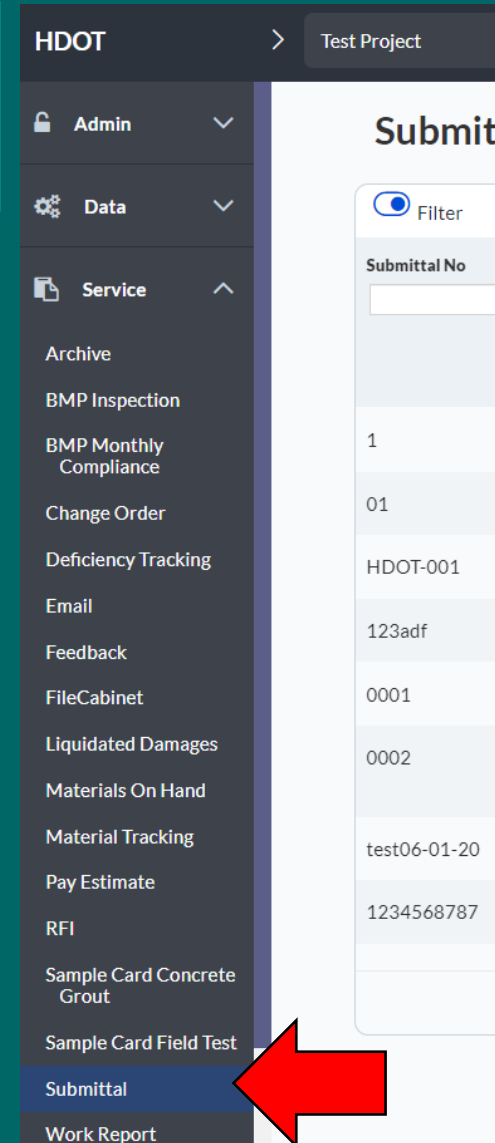 HDOT
Test Project
Admin
Data
Service
Archive
BMP Inspection
BMP Monthly
Compliance
Change Order
Deficiency Tracking
Email
Feedback
FileCabinet
Liquidated Damages
Materials On Hand
Material Tracking
Pay Estimate
RFI
Sample Card Concrete
Grout
Sample Card Field Test
Submittal
Work Report
Submit
Filter
Submittal No
1
01
HDOT-001
123adf
0001
0002
test06-01-20
1234568787